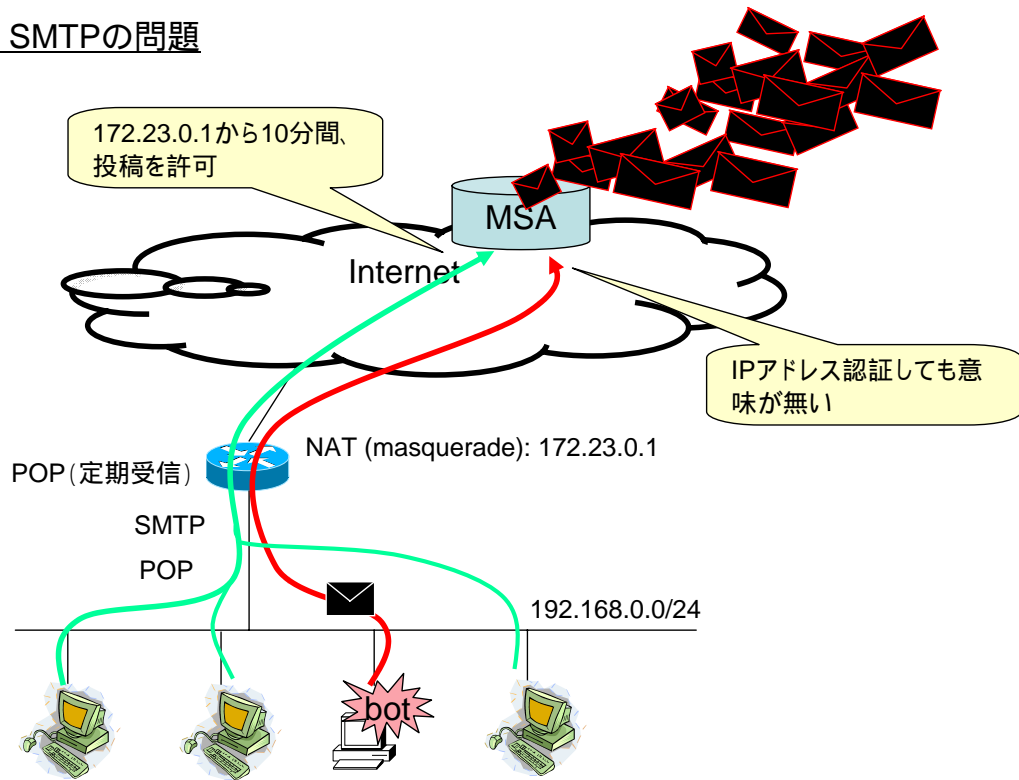 SMTPの問題
172.23.0.1から10分間、
投稿を許可
MSA
Internet
IPアドレス認証しても意
味が無い
NAT (masquerade): 172.23.0.1
POP(定期受信)
SMTP
POP
192.168.0.0/24
bot